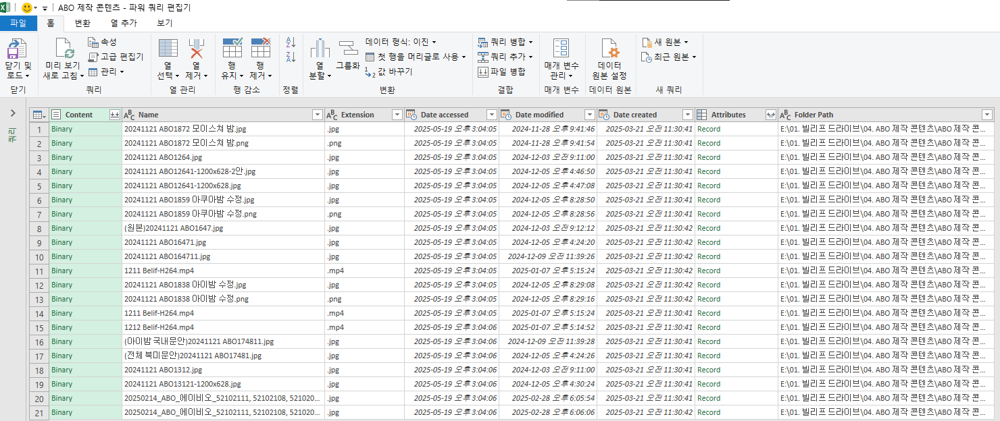 ABO 제작 콘텐츠 - 파워 쿼리 편집기
파일 홈 변환 열 추가 보기
닫기 및 로드
닫기
미리 보기 새로 고침
속성
고급 편집기
관리
쿼리
열 선택
열 제거
열 관리
행 유지
행 제거
행 감소
정렬
열 분할
그룹화
데이터 형식: 이진
첫 행을 머리글로 사용
값 바꾸기
변환
쿼리 병합
쿼리 추가
파일 병합
결합
매개 변수 관리
매개 변수
데이터 원본 설정
데이터 원본
새 원본
최근 원본
새 쿼리
쿼리
Content Name Extension Date accessed Date modified Date created Attributes Folder Path
1 Binary 20241121 ABO1872 모이스쳐 밤.jpg .jpg 2025-05-19 오후 3:04:05 2024-11-28 오후 9:41:46 2025-03-21 오전 11:30:41 Record E:\01. 빌리프 드라이브\04. ABO 제작 콘텐츠\ABO 제작 콘...
2 Binary 20241121 ABO1872 모이스쳐 밤.png .png 2025-05-19 오후 3:04:05 2024-11-28 오후 9:41:54 2025-03-21 오전 11:30:41 Record E:\01. 빌리프 드라이브\04. ABO 제작 콘텐츠\ABO 제작 콘...
3 Binary 20241121 ABO1264.jpg .jpg 2025-05-19 오후 3:04:05 2024-12-03 오전 9:11:00 2025-03-21 오전 11:30:41 Record E:\01. 빌리프 드라이브\04. ABO 제작 콘텐츠\ABO 제작 콘...
4 Binary 20241121 ABO12641-1200x628-2안.jpg .jpg 2025-05-19 오후 3:04:05 2024-12-05 오후 4:46:50 2025-03-21 오전 11:30:41 Record E:\01. 빌리프 드라이브\04. ABO 제작 콘텐츠\ABO 제작 콘...
5 Binary 20241121 ABO12641-1200x628.jpg .jpg 2025-05-19 오후 3:04:05 2024-12-05 오후 4:47:08 2025-03-21 오전 11:30:41 Record E:\01. 빌리프 드라이브\04. ABO 제작 콘텐츠\ABO 제작 콘...
6 Binary 20241121 ABO1859 아쿠아밤 수정.jpg .jpg 2025-05-19 오후 3:04:05 2024-12-05 오후 8:28:50 2025-03-21 오전 11:30:41 Record E:\01. 빌리프 드라이브\04. ABO 제작 콘텐츠\ABO 제작 콘...
7 Binary 20241121 ABO1859 아쿠아밤 수정.png .png 2025-05-19 오후 3:04:05 2024-12-05 오후 8:28:56 2025-03-21 오전 11:30:41 Record E:\01. 빌리프 드라이브\04. ABO 제작 콘텐츠\ABO 제작 콘...
8 Binary (원본)20241121 ABO1647.jpg .jpg 2025-05-19 오후 3:04:05 2024-12-03 오후 9:12:12 2025-03-21 오전 11:30:42 Record E:\01. 빌리프 드라이브\04. ABO 제작 콘텐츠\ABO 제작 콘...
9 Binary 20241121 ABO16471.jpg .jpg 2025-05-19 오후 3:04:05 2024-12-05 오후 4:24:20 2025-03-21 오전 11:30:42 Record E:\01. 빌리프 드라이브\04. ABO 제작 콘텐츠\ABO 제작 콘...
10 Binary 20241121 ABO164711.jpg .jpg 2025-05-19 오후 3:04:05 2024-12-09 오전 11:39:26 2025-03-21 오전 11:30:42 Record E:\01. 빌리프 드라이브\04. ABO 제작 콘텐츠\ABO 제작 콘...
11 Binary 1211 Belif-H264.mp4 .mp4 2025-05-19 오후 3:04:05 2025-01-07 오후 5:15:24 2025-03-21 오전 11:30:42 Record E:\01. 빌리프 드라이브\04. ABO 제작 콘텐츠\ABO 제작 콘...
12 Binary 20241121 ABO1838 아이밤 수정.jpg .jpg 2025-05-19 오후 3:04:05 2024-12-05 오후 8:29:08 2025-03-21 오전 11:30:42 Record E:\01. 빌리프 드라이브\04. ABO 제작 콘텐츠\ABO 제작 콘...
13 Binary 20241121 ABO1838 아이밤 수정.png .png 2025-05-19 오후 3:04:05 2024-12-05 오후 8:29:16 2025-03-21 오전 11:30:42 Record E:\01. 빌리프 드라이브\04. ABO 제작 콘텐츠\ABO 제작 콘...
14 Binary 1211 Belif-H264.mp4 .mp4 2025-05-19 오후 3:04:05 2025-01-07 오후 5:15:24 2025-03-21 오전 11:30:41 Record E:\01. 빌리프 드라이브\04. ABO 제작 콘텐츠\ABO 제작 콘...
15 Binary 1212 Belif-H264.mp4 .mp4 2025-05-19 오후 3:04:05 2025-01-07 오후 5:14:52 2025-03-21 오전 11:30:41 Record E:\01. 빌리프 드라이브\04. ABO 제작 콘텐츠\ABO 제작 콘...
16 Binary (아이밤 국내문안)20241121 ABO174811.jpg .jpg 2025-05-19 오후 3:04:06 2024-12-09 오전 11:39:28 2025-03-21 오전 11:30:41 Record E:\01. 빌리프 드라이브\04. ABO 제작 콘텐츠\ABO 제작 콘...
17 Binary (전체 북미문안)20241121 ABO17481.jpg .jpg 2025-05-19 오후 3:04:06 2024-12-05 오후 4:24:26 2025-03-21 오전 11:30:41 Record E:\01. 빌리프 드라이브\04. ABO 제작 콘텐츠\ABO 제작 콘...
18 Binary 20241121 ABO1312.jpg .jpg 2025-05-19 오후 3:04:06 2024-12-03 오전 9:11:00 2025-03-21 오전 11:30:41 Record E:\01. 빌리프 드라이브\04. ABO 제작 콘텐츠\ABO 제작 콘...
19 Binary 20241121 ABO13121-1200x628.jpg .jpg 2025-05-19 오후 3:04:06 2024-12-05 오후 4:30:24 2025-03-21 오전 11:30:41 Record E:\01. 빌리프 드라이브\04. ABO 제작 콘텐츠\ABO 제작 콘...
20 Binary 20250214_ABO_에이비오_52102111, 52102108, 521020... .jpg 2025-05-19 오후 3:04:06 2025-02-28 오후 6:05:54 2025-03-21 오전 11:30:41 Record E:\01. 빌리프 드라이브\04. ABO 제작 콘텐츠\ABO 제작 콘...
21 Binary 20250214_ABO_에이비오_52102111, 52102108, 521020... .jpg 2025-05-19 오후 3:04:06 2025-02-28 오후 6:06:06 2025-03-21 오전 11:30:42 Record E:\01. 빌리프 드라이브\04. ABO 제작 콘텐츠\ABO 제작 콘...